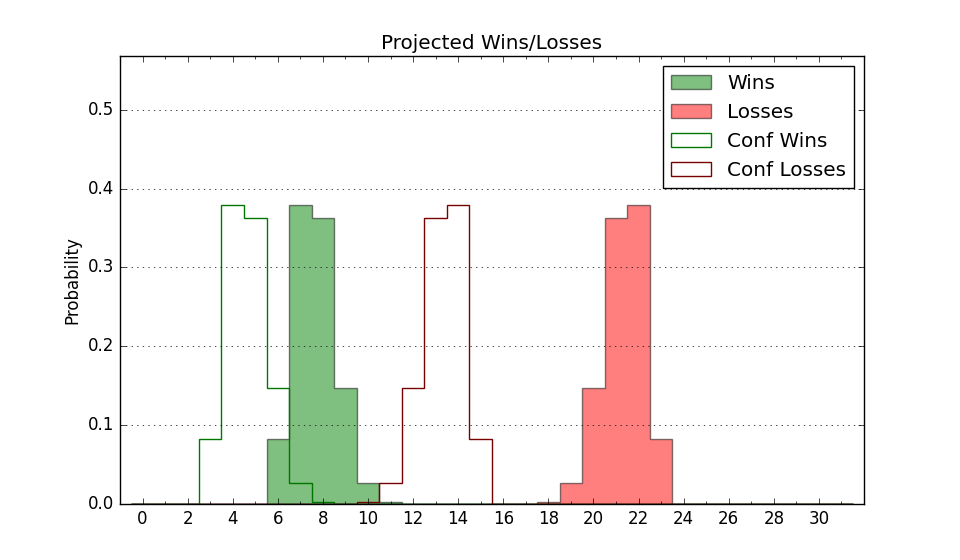 Projected Wins/Losses
Wins
Losses
Conf Wins
Conf Losses
Probability
0.5
0.4
0.3
0.2
0.1
0.0
0 2 4 6 8 10 12 14 16 18 20 22 24 26 28 30